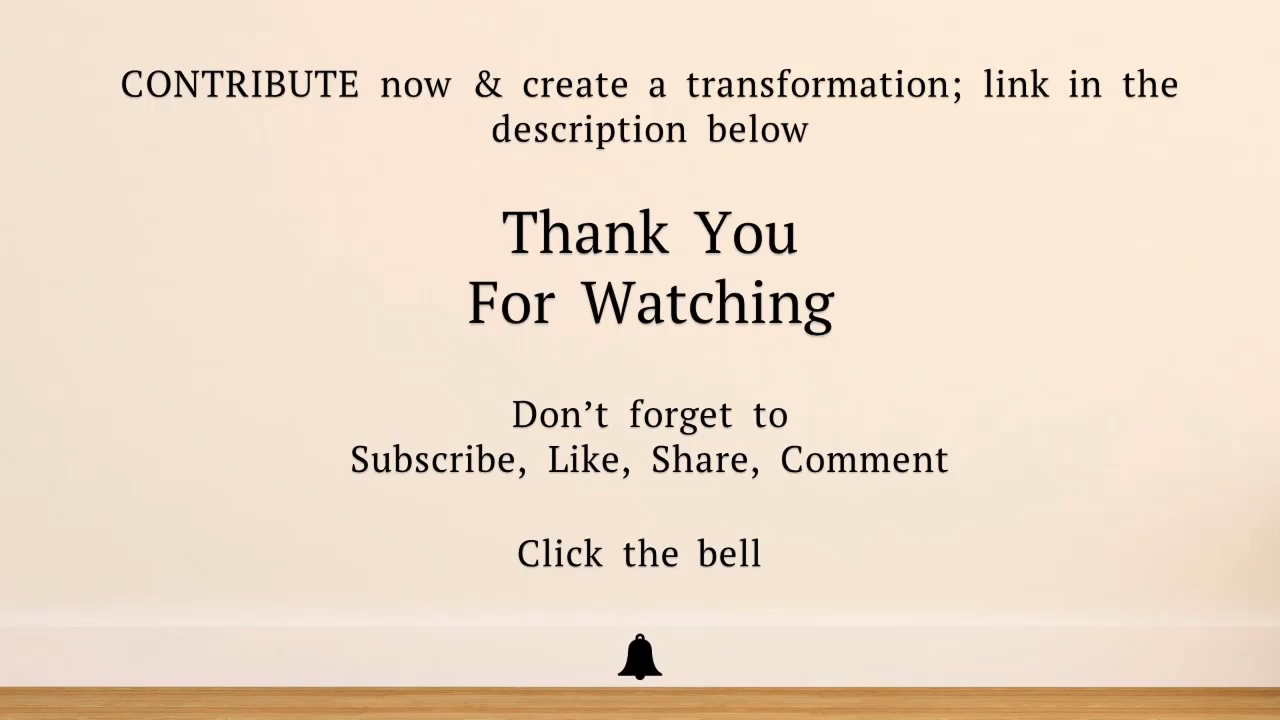 CONTRIBUTE now & create a transformation; link in the
description below
Thank You
For Watching
Don’t forget to
Subscribe, Like, Share, Comment
Click the bell